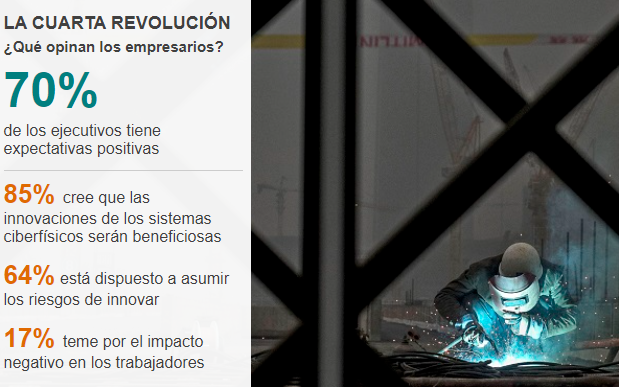 LA CUARTA REVOLUCIÓN
¿Qué opinan los empresarios?
70%
de los ejecutivos tiene
expectativas positivas
85% cree que las
innovaciones de los sistemas
ciberfísicos serán beneficiosas
64% está dispuesto a asumir
los riesgos de innovar
17% teme por el impacto
negativo en los trabajadores